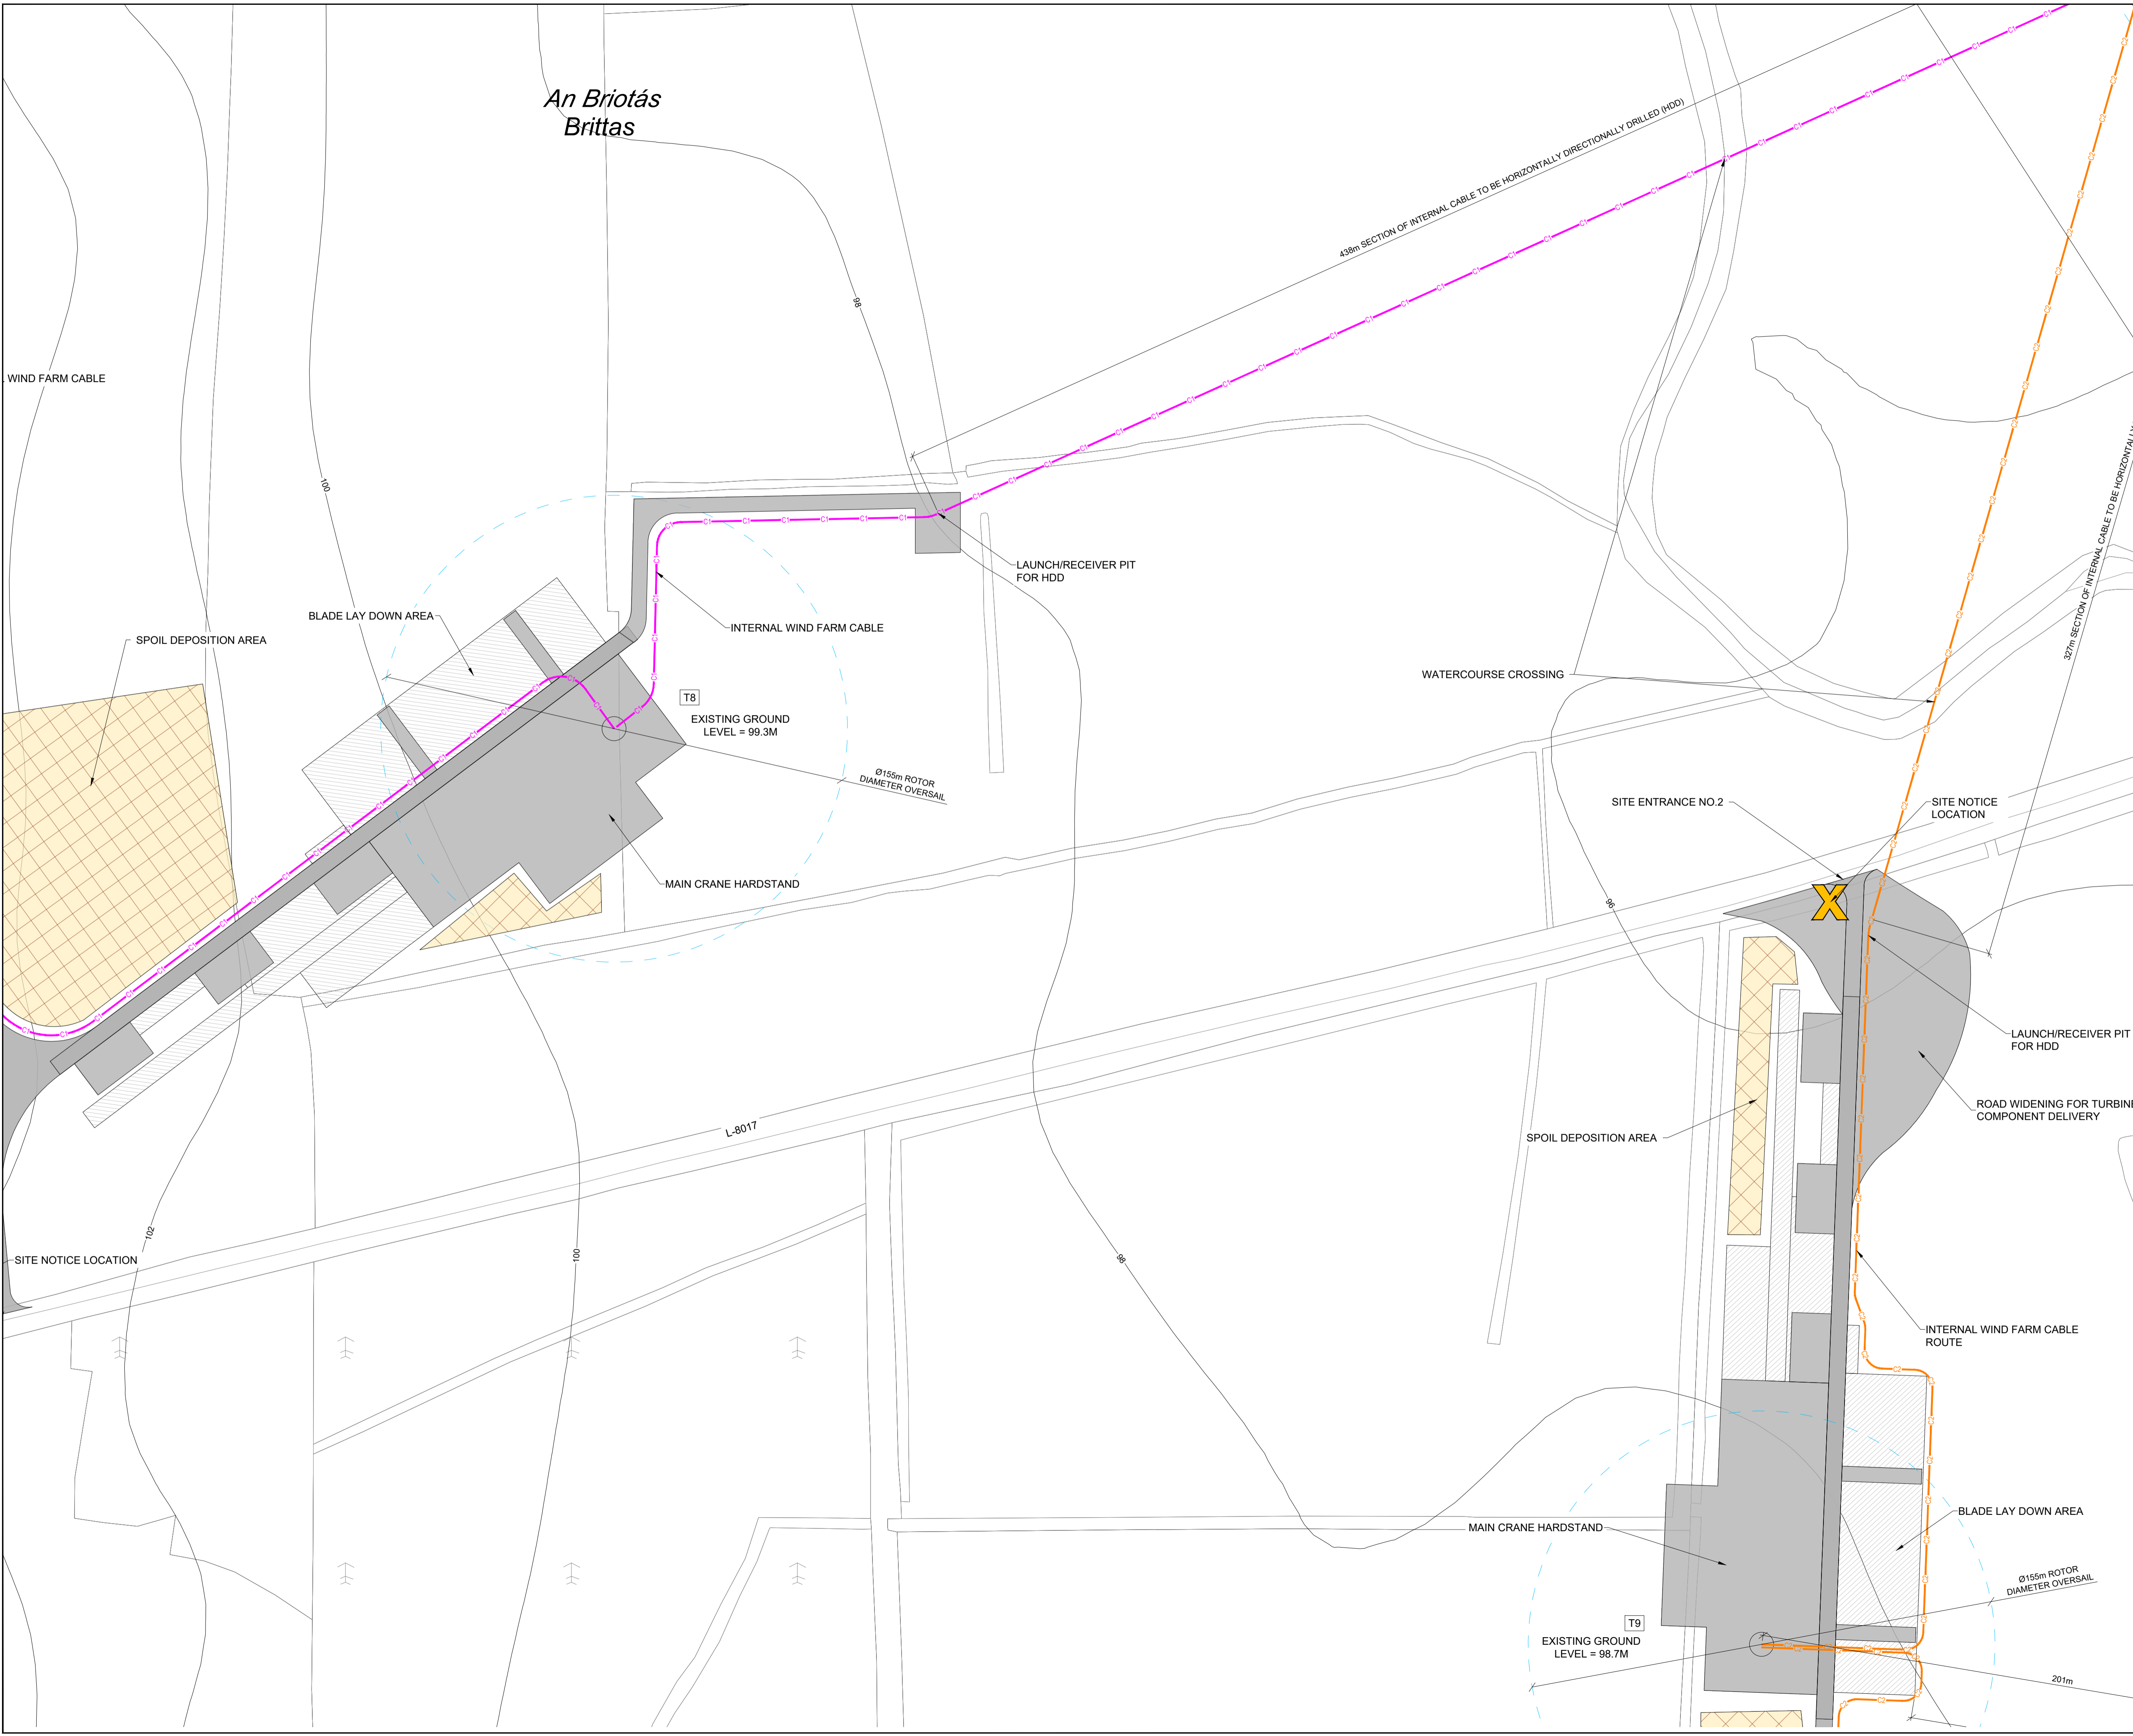 An Briotás
Brittas
438m SECTION OF INTERNAL CABLE TO BE HORIZONTALLY DIRECTIONALLY DRILLED (HDD)
98
WIND FARM CABLE
100
LAUNCH/RECEIVER PIT
FOR HDD
BLADE LAY DOWN AREA
INTERNAL WIND FARM CABLE
SPOIL DEPOSITION AREA
T8
EXISTING GROUND
LEVEL = 99.3M
Ø155m ROTOR
DIAMETER OVERSAIL
WATERCOURSE CROSSING
327m SECTION OF INTERNAL CABLE TO BE HORIZONTALLY
SITE ENTRANCE NO.2
SITE NOTICE
LOCATION
X
MAIN CRANE HARDSTAND
96
LAUNCH/RECEIVER PIT
FOR HDD
ROAD WIDENING FOR TURBINE
COMPONENT DELIVERY
L-8017
SPOIL DEPOSITION AREA
102
100
98
SITE NOTICE LOCATION
INTERNAL WIND FARM CABLE
ROUTE
MAIN CRANE HARDSTAND
BLADE LAY DOWN AREA
Ø155m ROTOR
DIAMETER OVERSAIL
T9
EXISTING GROUND
LEVEL = 98.7M
201m
C1
C2